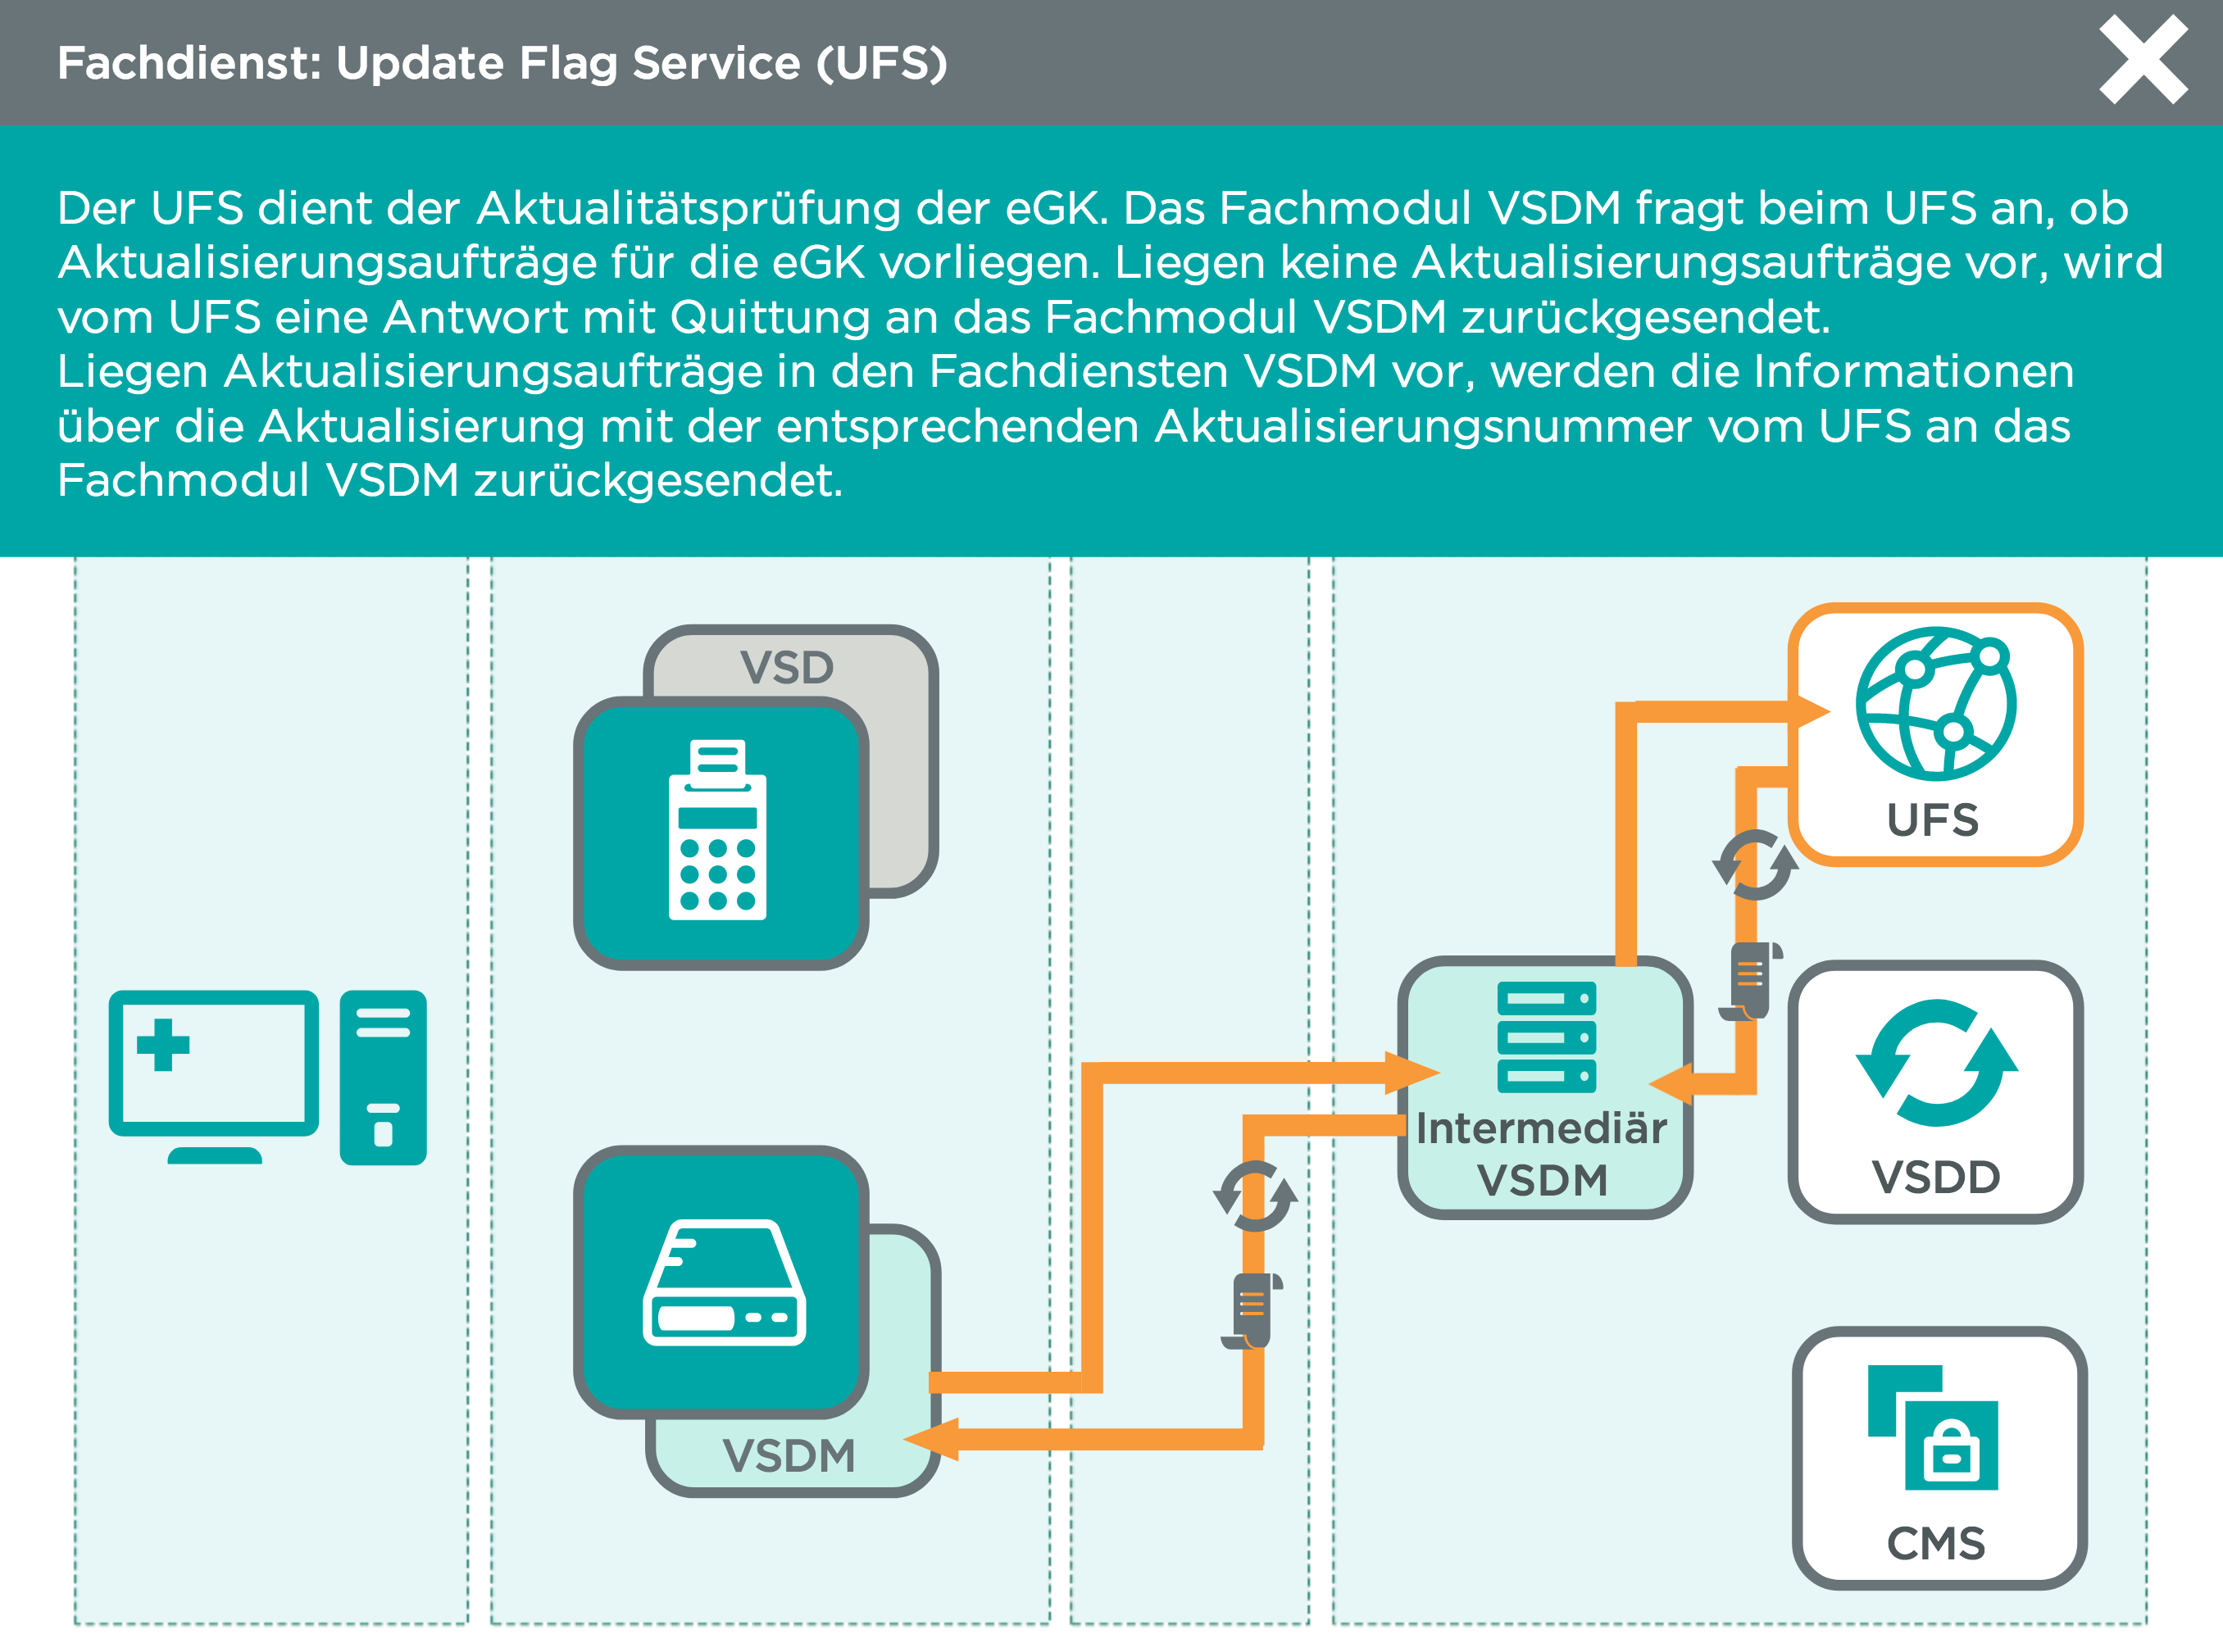 Fachdienst: Update Flag Service (UFS)
Der UFS dient der Aktualitätsprüfung der eGK. Das Fachmodul VSDM fragt beim UFS an, ob
Aktualisierungsaufträge für die eGK vorliegen. Liegen keine Aktualisierungsaufträge vor, wird
vom UFS eine Antwort mit Quittung an das Fachmodul VSDM zurückgesendet.
Liegen Aktualisierungsaufträge in den Fachdiensten VSDM vor, werden die Informationen
über die Aktualisierung mit der entsprechenden Aktualisierungsnummer vom UFS an das
Fachmodul VSDM zurückgesendet.
VSD
UFS
Intermediär
VSDM
VSDD
VSDM
CMS